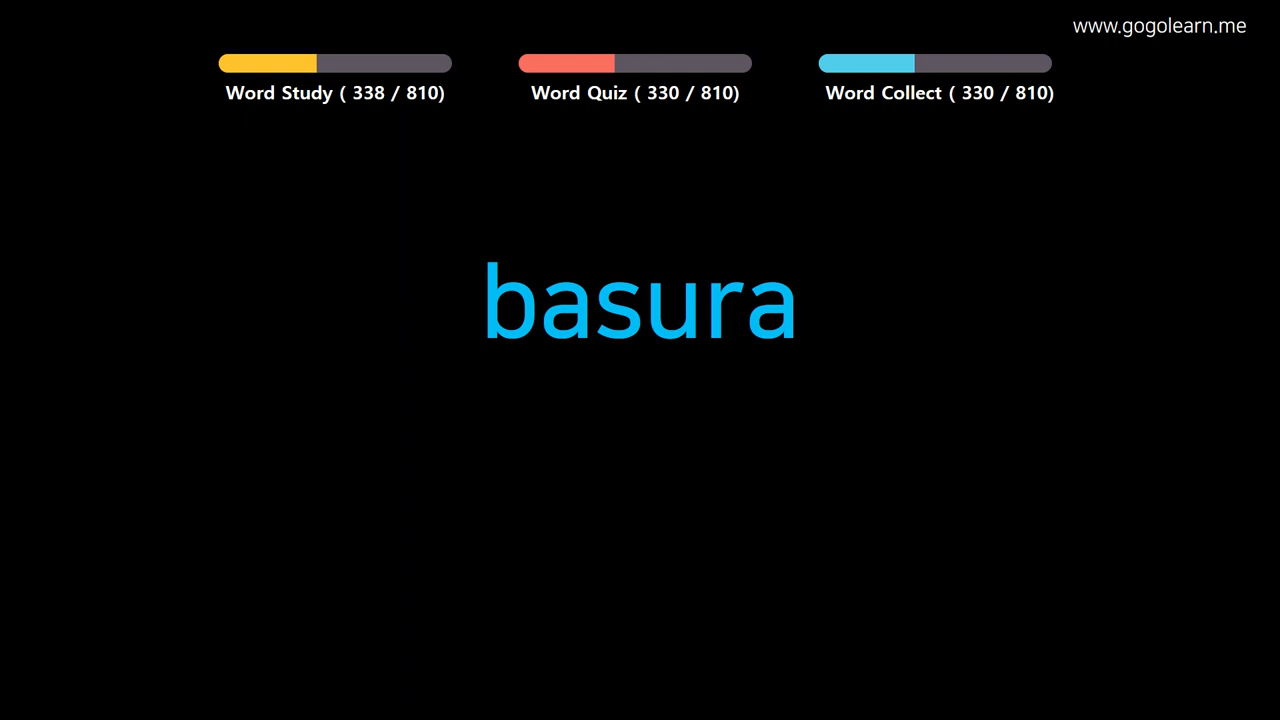 www.gogolearn.me
Word Study ( 338 / 810)
Word Quiz ( 330 / 810)
Word Collect ( 330 / 810)
basura